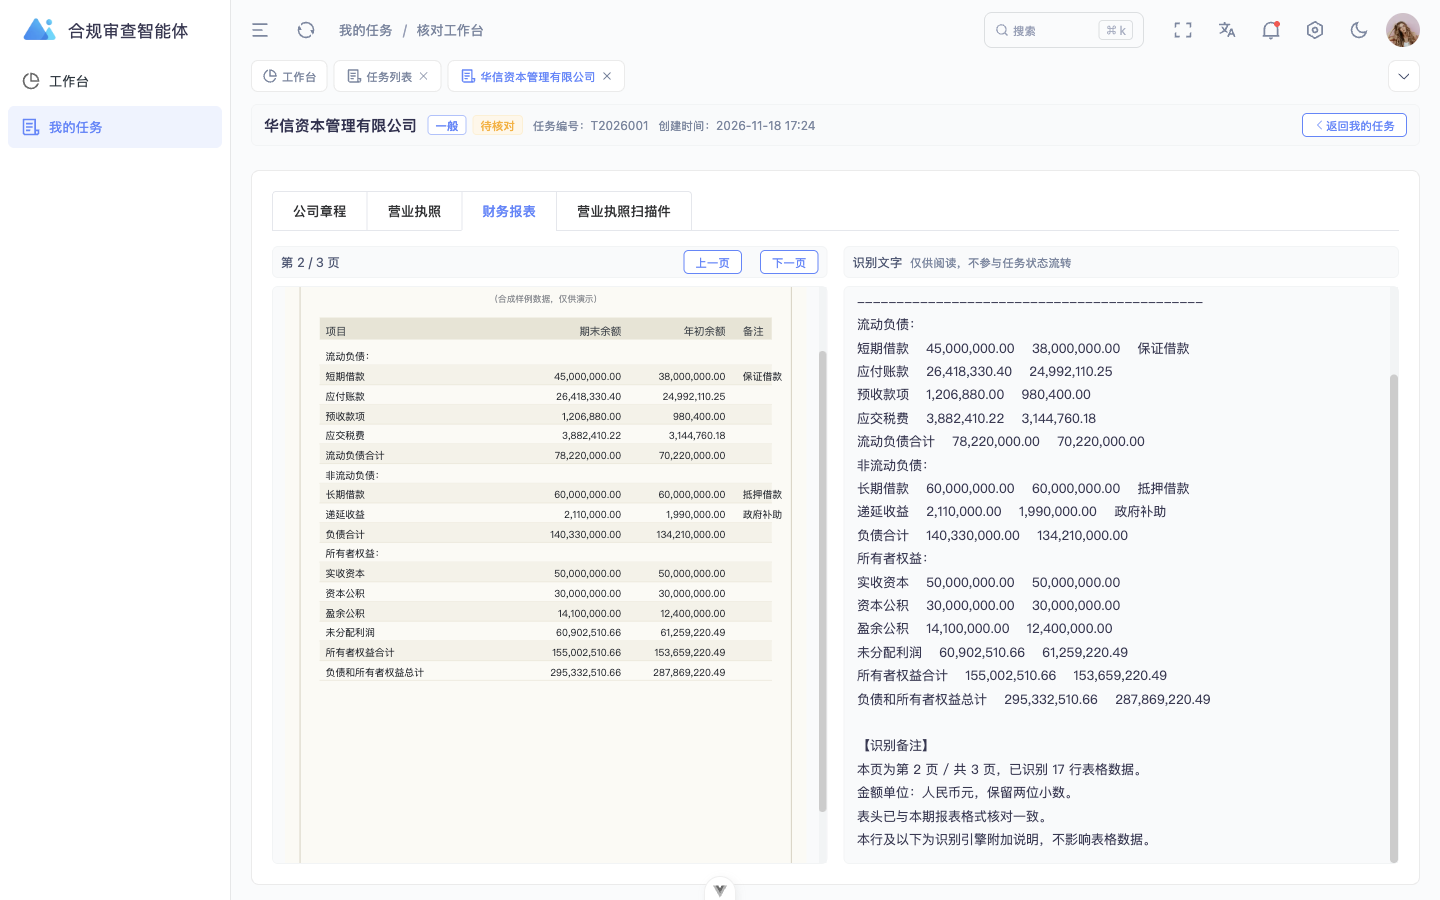 合规审查智能体
工作台
我的任务
我的任务 / 核对工作台
搜索 ⌘ k
工作台
任务列表 ×
华信资本管理有限公司 ×
华信资本管理有限公司 一般 待核对 任务编号：T2026001 创建时间：2026-11-18 17:24
返回我的任务
公司章程 营业执照 财务报表 营业执照扫描件
第 2 / 3 页 上一页 下一页
（合成样例数据，仅供演示）
项目 期末余额 年初余额 备注
流动负债：
短期借款 45,000,000.00 38,000,000.00 保证借款
应付账款 26,418,330.40 24,992,110.25
预收款项 1,206,880.00 980,400.00
应交税费 3,882,410.22 3,144,760.18
流动负债合计 78,220,000.00 70,220,000.00
非流动负债：
长期借款 60,000,000.00 60,000,000.00 抵押借款
递延收益 2,110,000.00 1,990,000.00 政府补助
负债合计 140,330,000.00 134,210,000.00
所有者权益：
实收资本 50,000,000.00 50,000,000.00
资本公积 30,000,000.00 30,000,000.00
盈余公积 14,100,000.00 12,400,000.00
未分配利润 60,902,510.66 61,259,220.49
所有者权益合计 155,002,510.66 153,659,220.49
负债和所有者权益总计 295,332,510.66 287,869,220.49
识别文字 仅供阅读，不参与任务状态流转
--------------------------------------------
流动负债：
短期借款 45,000,000.00 38,000,000.00 保证借款
应付账款 26,418,330.40 24,992,110.25
预收款项 1,206,880.00 980,400.00
应交税费 3,882,410.22 3,144,760.18
流动负债合计 78,220,000.00 70,220,000.00
非流动负债：
长期借款 60,000,000.00 60,000,000.00 抵押借款
递延收益 2,110,000.00 1,990,000.00 政府补助
负债合计 140,330,000.00 134,210,000.00
所有者权益：
实收资本 50,000,000.00 50,000,000.00
资本公积 30,000,000.00 30,000,000.00
盈余公积 14,100,000.00 12,400,000.00
未分配利润 60,902,510.66 61,259,220.49
所有者权益合计 155,002,510.66 153,659,220.49
负债和所有者权益总计 295,332,510.66 287,869,220.49
【识别备注】
本页为第 2 页 / 共 3 页，已识别 17 行表格数据。
金额单位：人民币元，保留两位小数。
表头已与本期报表格式核对一致。
本行及以下为识别引擎附加说明，不影响表格数据。